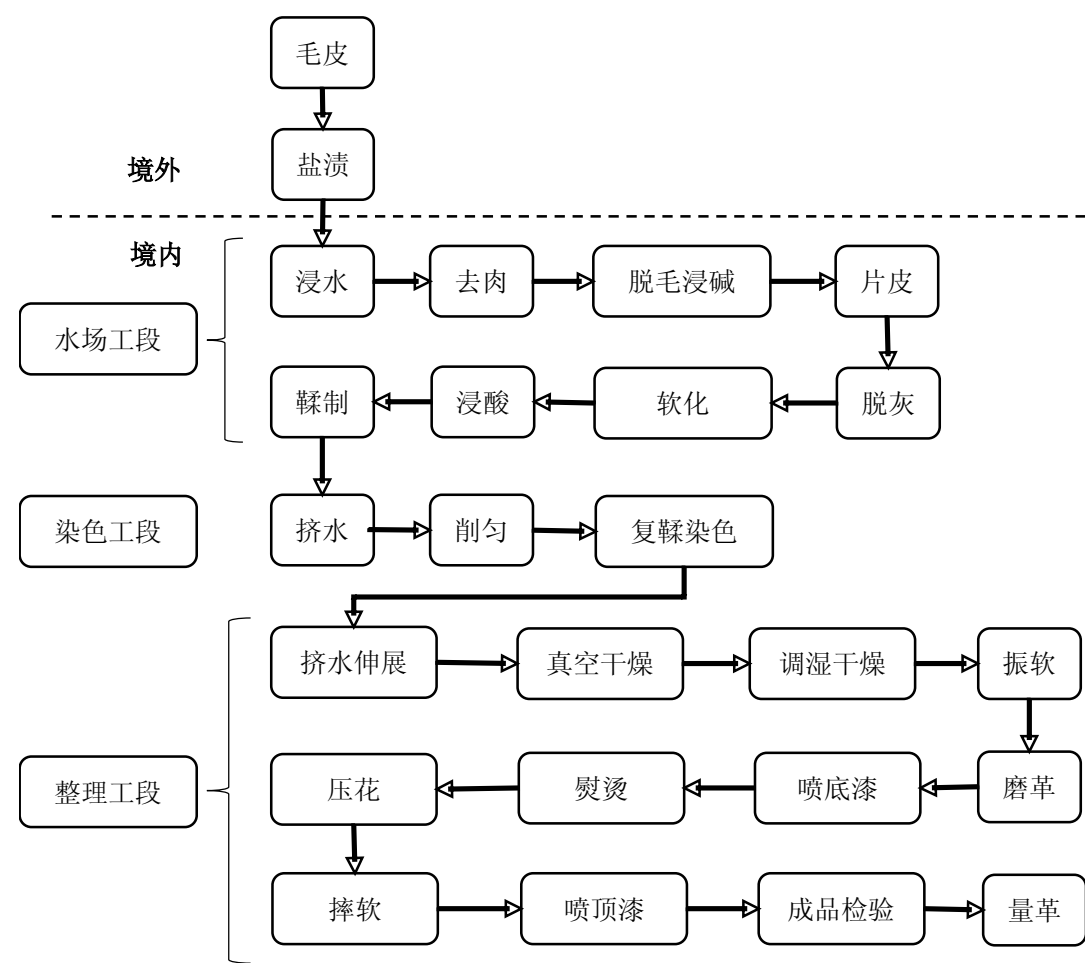 毛皮
盐渍
境外
境内
浸水
去肉
脱毛浸碱
片皮
水场工段
鞣制
浸酸
软化
脱灰
染色工段
挤水
削匀
复鞣染色
挤水伸展
真空干燥
调湿干燥
振软
整理工段
压花
熨烫
喷底漆
磨革
摔软
喷顶漆
成品检验
量革